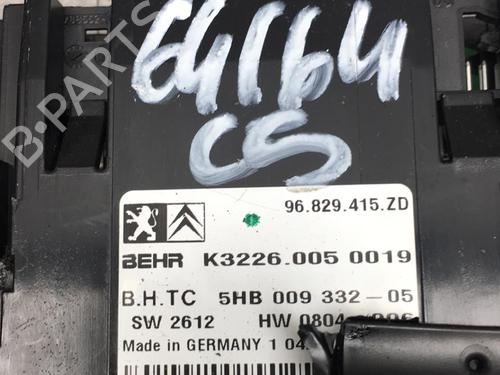 B-PARTS
64164
C5
96.829.415.ZD
BEHR K3226.005 0019
B.H.TC 5HB 009 332-05
SW 2612 HW 0804
Made in GERMANY 1 04.